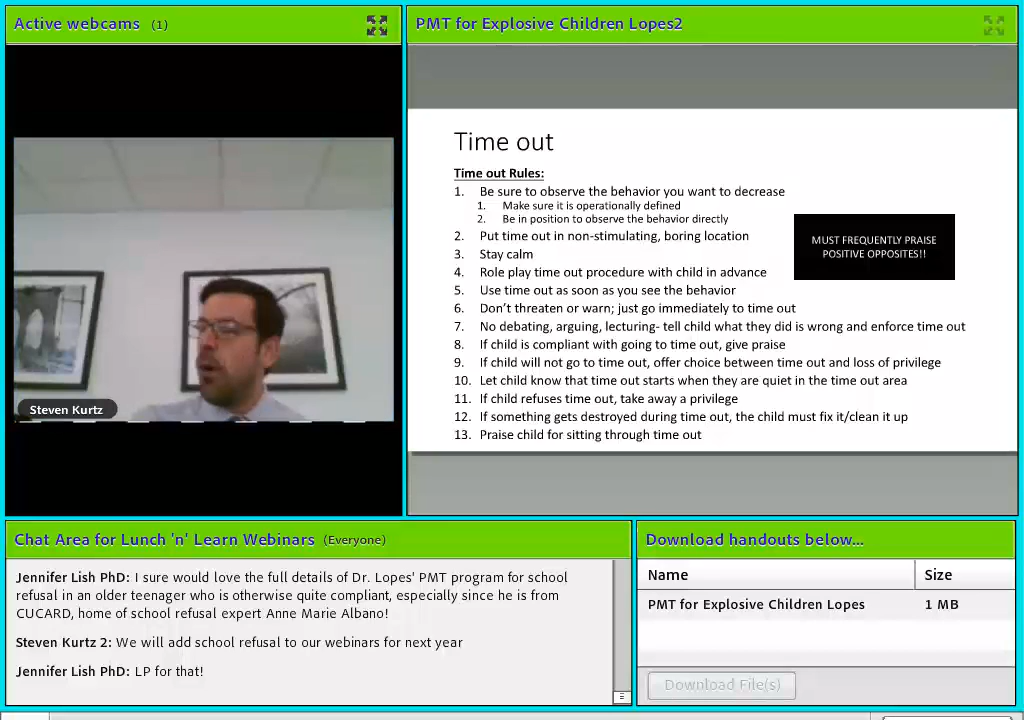 Active webcams (1)
Steven Kurtz
PMT for Explosive Children Lopes2
Time out
Time out Rules:
1. Be sure to observe the behavior you want to decrease
1. Make sure it is operationally defined
2. Be in position to observe the behavior directly
2. Put time out in non-stimulating, boring location
3. Stay calm
4. Role play time out procedure with child in advance
5. Use time out as soon as you see the behavior
6. Don't threaten or warn; just go immediately to time out
7. No debating, arguing, lecturing- tell child what they did is wrong and enforce time out
8. If child is compliant with going to time out, give praise
9. If child will not go to time out, offer choice between time out and loss of privilege
10. Let child know that time out starts when they are quiet in the time out area
11. If child refuses time out, take away a privilege
12. If something gets destroyed during time out, the child must fix it/clean it up
13. Praise child for sitting through time out
MUST FREQUENTLY PRAISE
POSITIVE OPPOSITES!!
Chat Area for Lunch 'n' Learn Webinars (Everyone)
Jennifer Lish PhD: I sure would love the full details of Dr. Lopes' PMT program for school
refusal in an older teenager who is otherwise quite compliant, especially since he is from
CUCARD, home of school refusal expert Anne Marie Albano!
Steven Kurtz 2: We will add school refusal to our webinars for next year
Jennifer Lish PhD: LP for that!
Download handouts below...
Name Size
PMT for Explosive Children Lopes 1 MB
Download File(s)